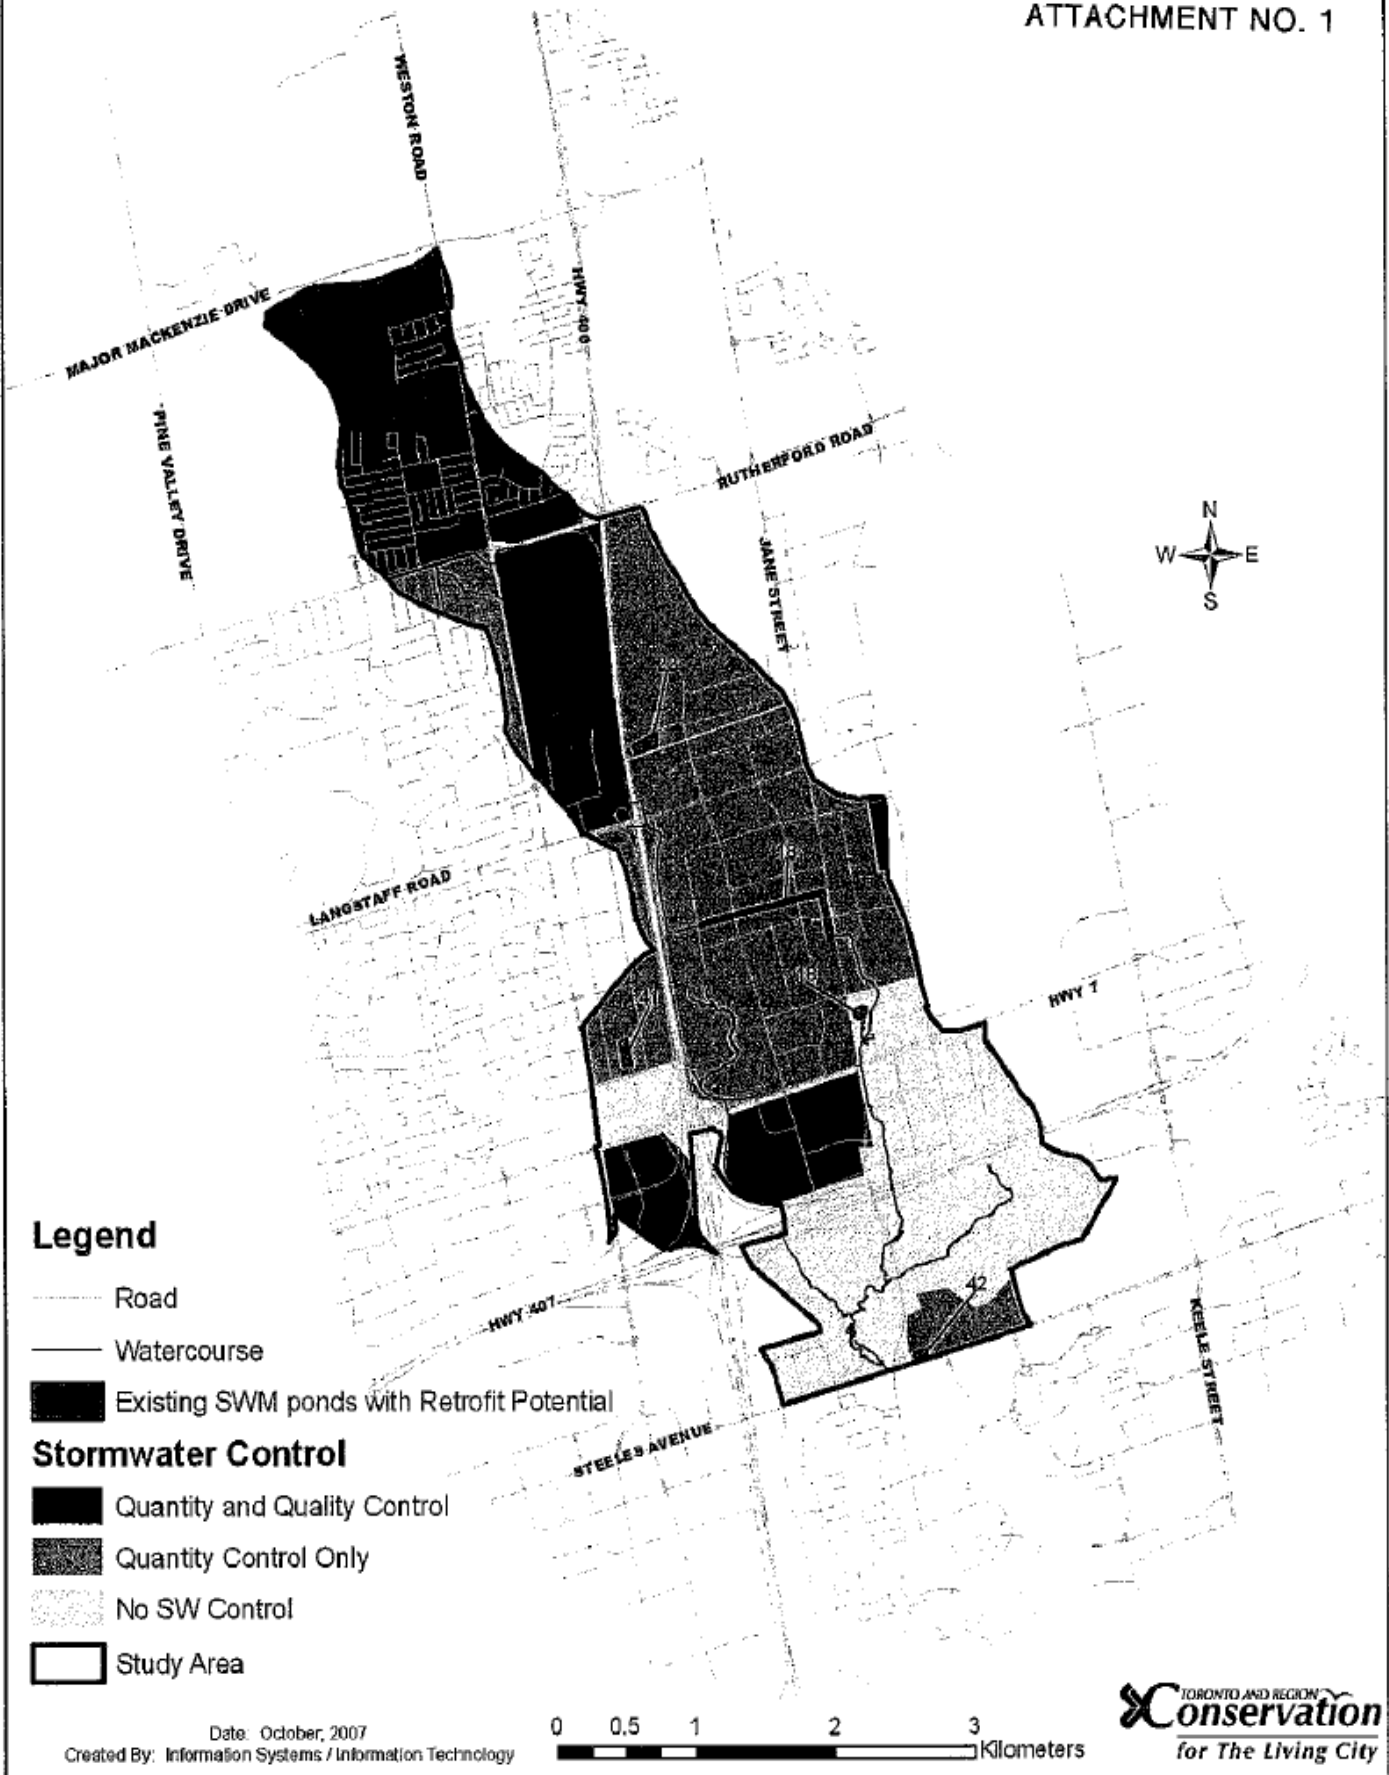 ATTACHMENT NO. 1
WESTON ROAD
HWY 400
MAJOR MACKENZIE DRIVE
PINE VALLEY DRIVE
RUTHERFORD ROAD
JANE STREET
N
W E
S
LANGSTAFF ROAD
HWY 7
42
HWY 407
KEELE STREET
STEELES AVENUE
Legend
Road
Watercourse
Existing SWM ponds with Retrofit Potential
Stormwater Control
Quantity and Quality Control
Quantity Control Only
No SW Control
Study Area
Date: October, 2007
Created By: Information Systems / Information Technology
0 0.5 1 2 3 Kilometers
TORONTO AND REGION
Conservation
for The Living City